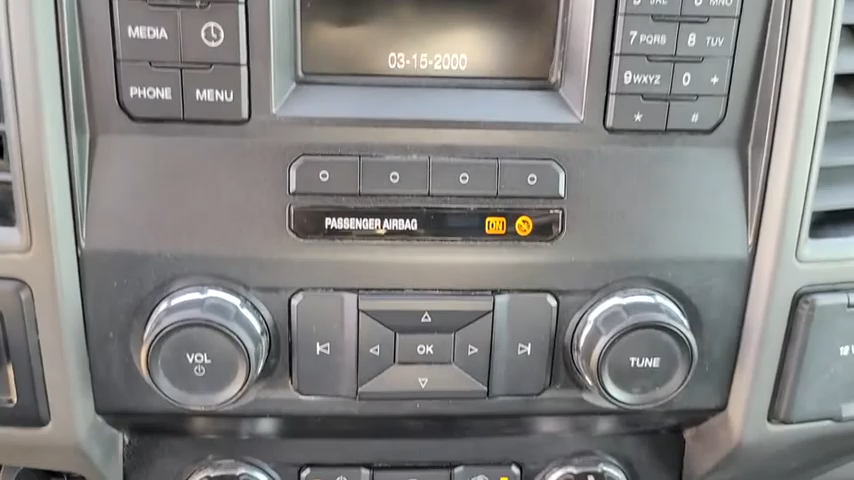 MEDIA
PHONE
MENU
03-15-2000
7 PQRS
8 TUV
9 WXYZ
0 +
*
#
PASSENGER AIRBAG ON
VOL
OK
TUNE